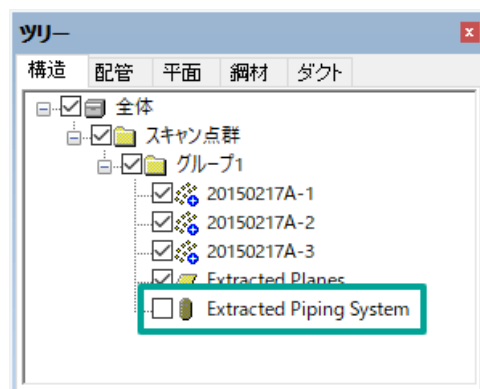 ツリー
構造 配管 平面 鋼材 ダクト
全体
スキャン点群
グループ1
20150217A-1
20150217A-2
20150217A-3
Extracted Planes
Extracted Piping System